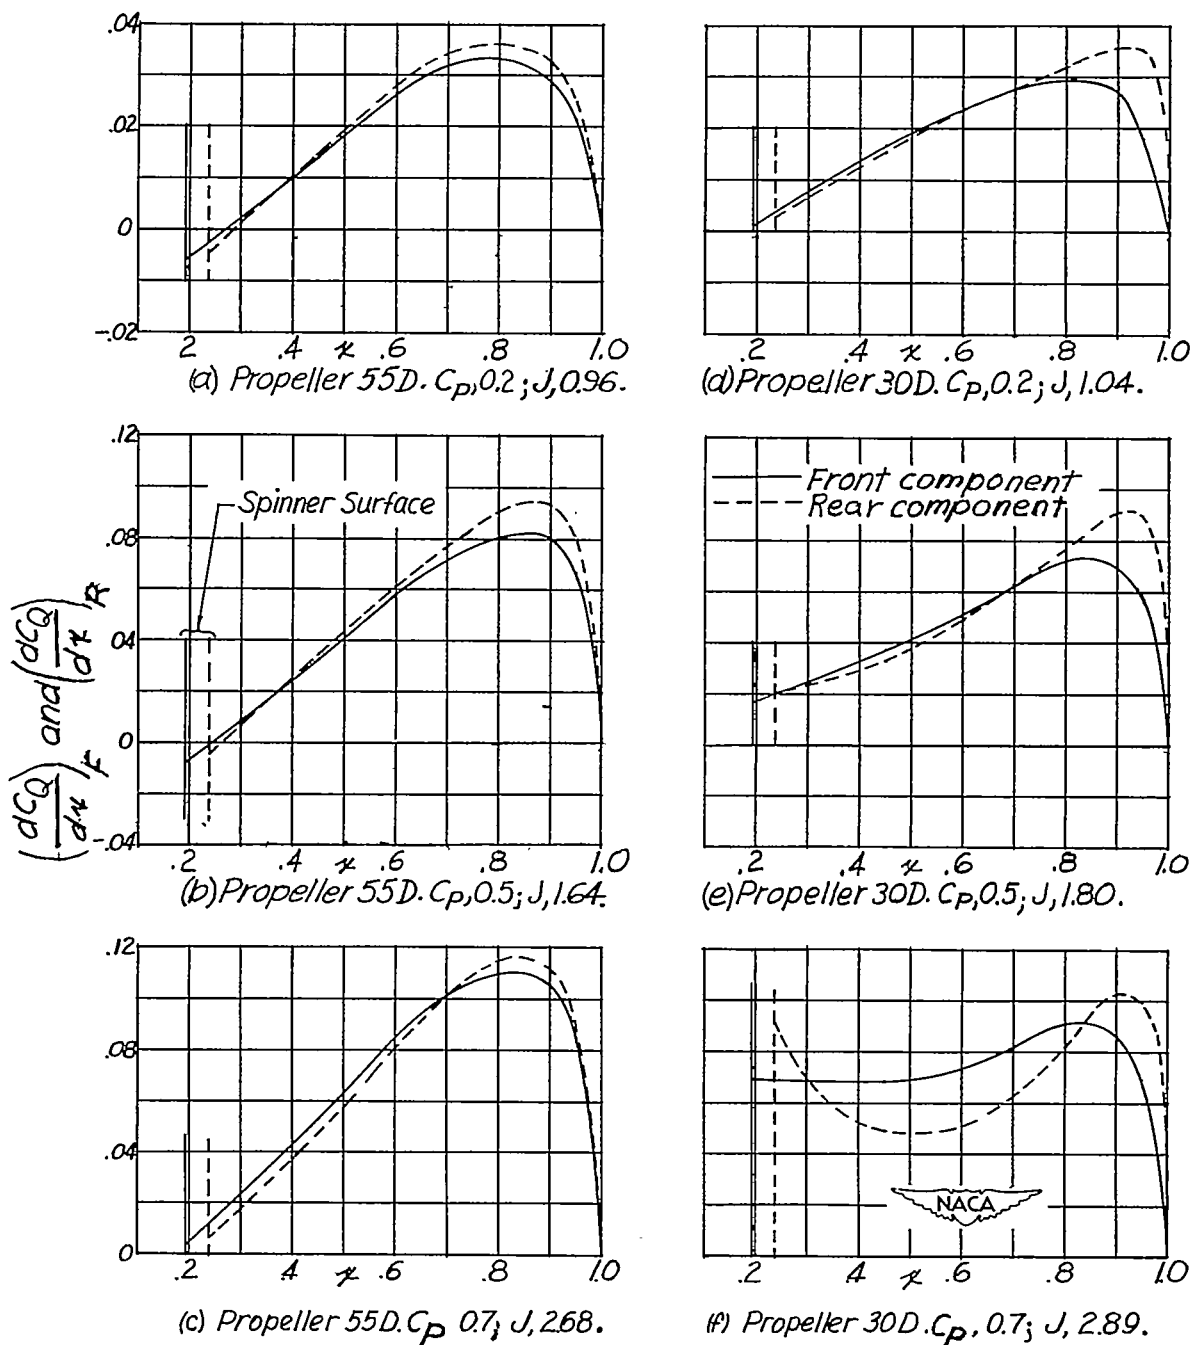 .04
.02
0
-.02
2 .4 x .6 .8 1.0
(a) Propeller 55D. Cp, 0.2; J, 0.96.
.2 .4 x .6 .8 1.0
(d) Propeller 30D. Cp, 0.2; J, 1.04.
.12
.08
.04
0
-.04
Spinner Surface
(dCQ/dx)F and (dCQ/dx)R
.2 .4 x .6 .8 1.0
(b) Propeller 55D. Cp, 0.5; J, 1.64.
Front component
Rear component
.2 .4 x .6 .8 1.0
(e) Propeller 30D. Cp, 0.5; J, 1.80.
.12
.08
.04
0
.2 .4 x .6 .8 1.0
(c) Propeller 55D. Cp 0.7; J, 2.68.
NACA
.2 .4 x .6 .8 1.0
(f) Propeller 30D. Cp, 0.7; J, 2.89.